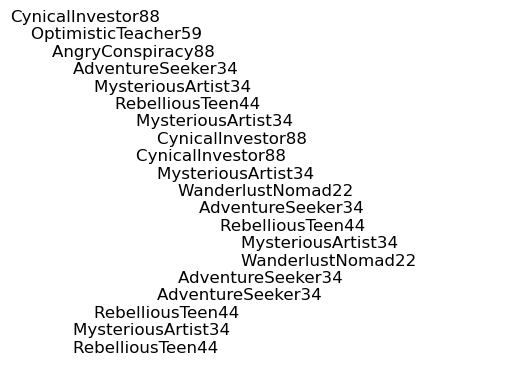 CynicalInvestor88
OptimisticTeacher59
AngryConspiracy88
AdventureSeeker34
MysteriousArtist34
RebelliousTeen44
MysteriousArtist34
CynicalInvestor88
CynicalInvestor88
MysteriousArtist34
WanderlustNomad22
AdventureSeeker34
RebelliousTeen44
MysteriousArtist34
WanderlustNomad22
AdventureSeeker34
AdventureSeeker34
RebelliousTeen44
MysteriousArtist34
RebelliousTeen44